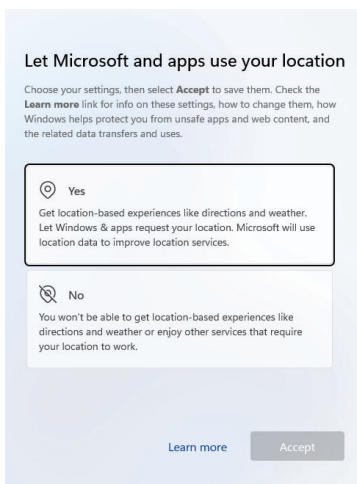 Let Microsoft and apps use your location
Choose your settings, then select Accept to save them. Check the
Learn more link for info on these settings, how to change them, how
Windows helps protect you from unsafe apps and web content, and
the related data transfers and uses.
Yes
Get location-based experiences like directions and weather.
Let Windows & apps request your location. Microsoft will use
location data to improve location services.
No
You won't be able to get location-based experiences like
directions and weather or enjoy other services that require
your location to work.
Learn more Accept